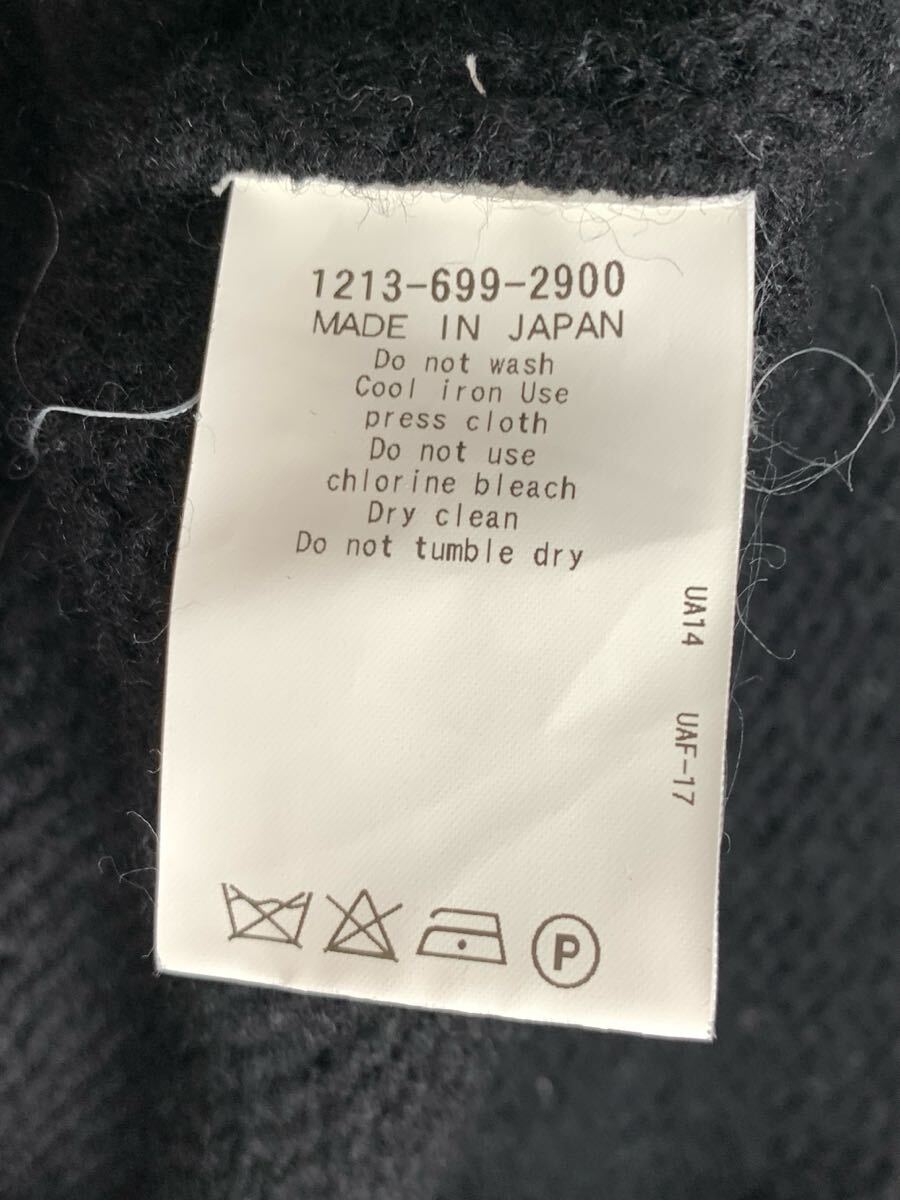 1213-699-2900
MADE IN JAPAN
Do not wash
Cool iron Use
press cloth
Do not use
chlorine bleach
Dry clean
Do not tumble dry
UA14 UAF-17
P